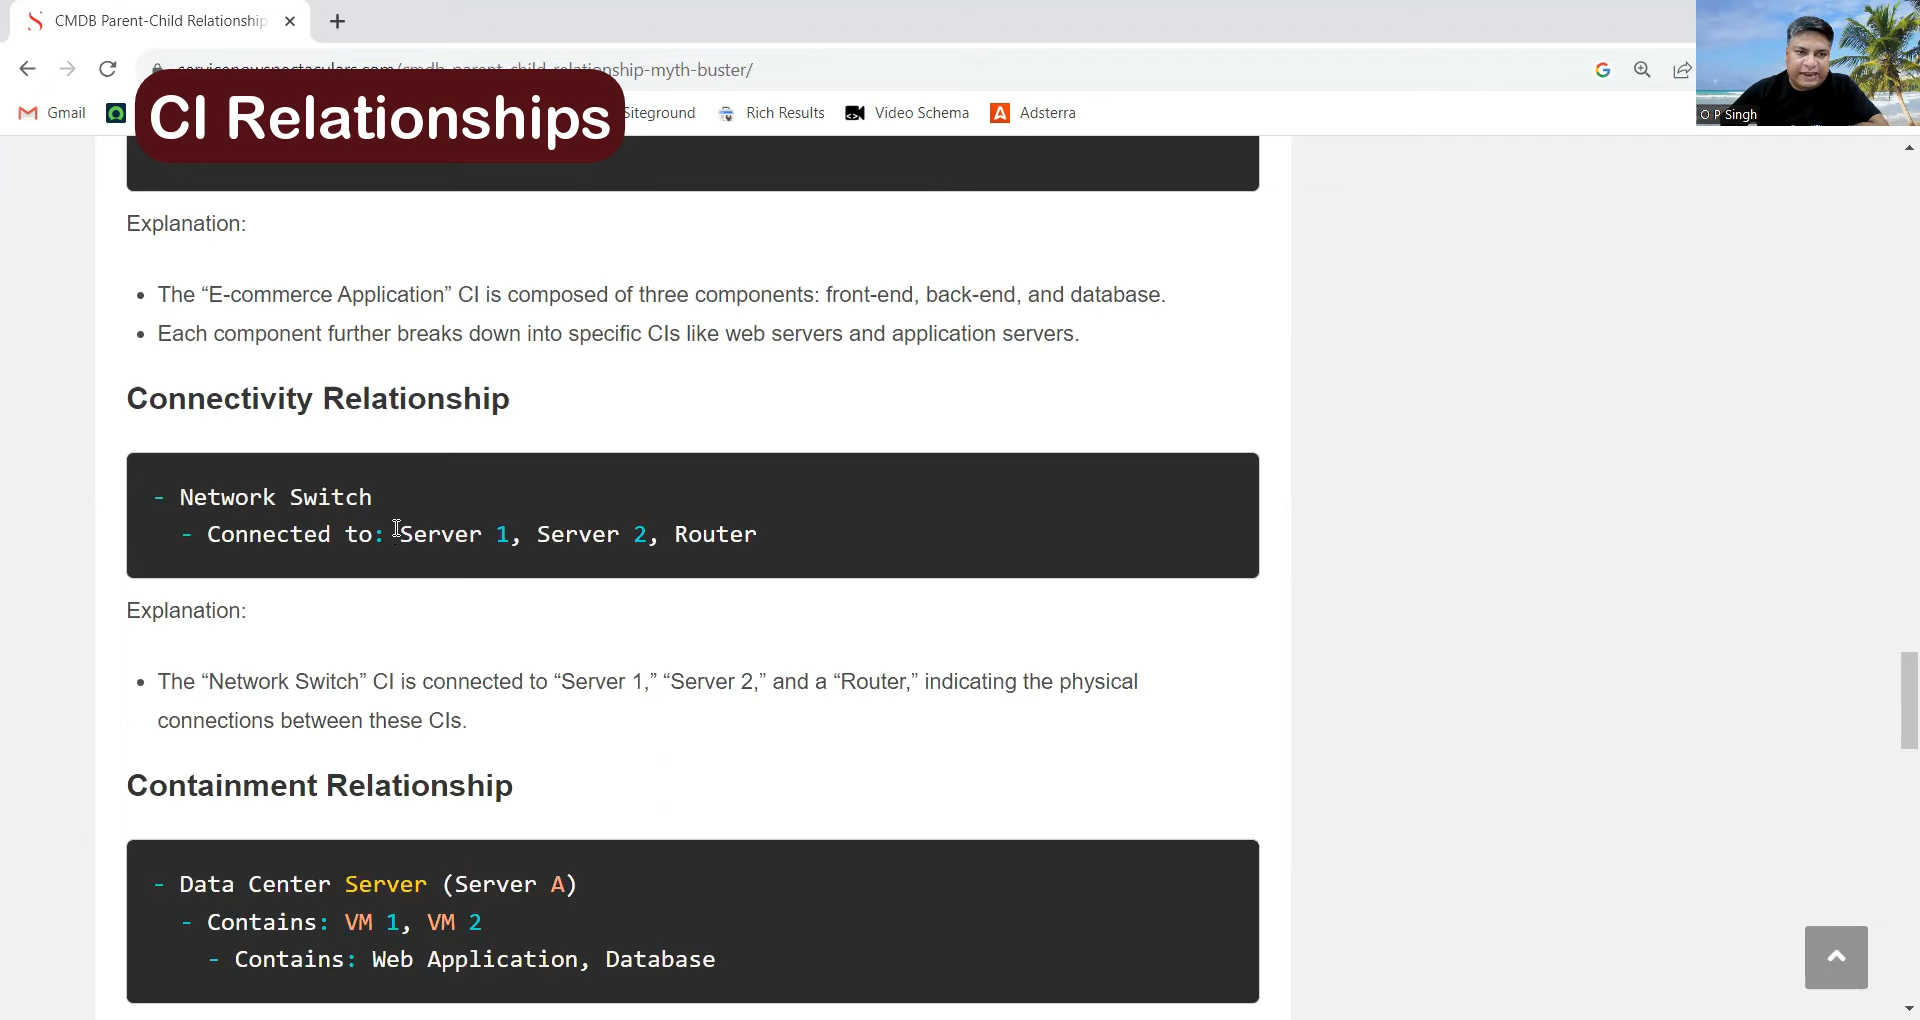 CMDB Parent-Child Relationship
servicenowspectaculars.com/cmdb-parent-child-relationship-myth-buster/
Gmail
Siteground
Rich Results
Video Schema
Adsterra
CI Relationships
O P Singh
Explanation:
• The “E-commerce Application” CI is composed of three components: front-end, back-end, and database.
• Each component further breaks down into specific CIs like web servers and application servers.
Connectivity Relationship
- Network Switch
- Connected to: Server 1, Server 2, Router
Explanation:
• The “Network Switch” CI is connected to “Server 1,” “Server 2,” and a “Router,” indicating the physical
connections between these CIs.
Containment Relationship
- Data Center Server (Server A)
- Contains: VM 1, VM 2
- Contains: Web Application, Database